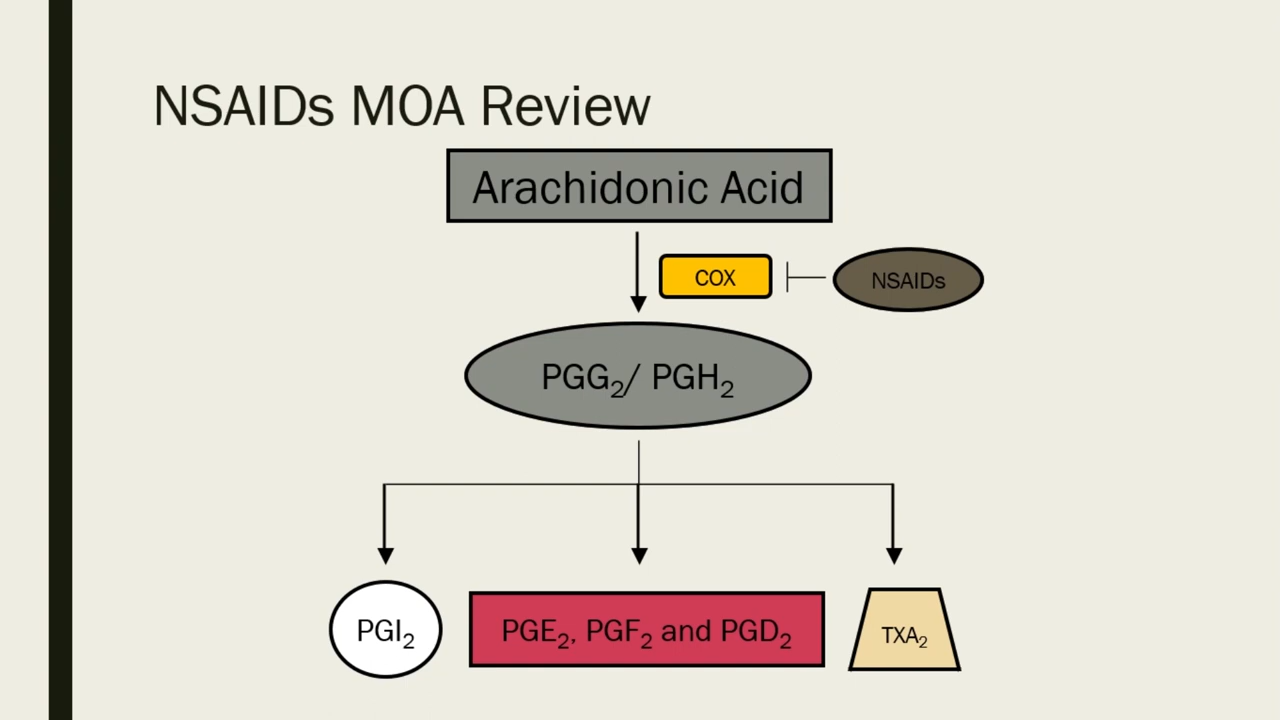 NSAIDs MOA Review
Arachidonic Acid
COX
NSAIDs
PGG₂/ PGH₂
PGI₂
PGE₂, PGF₂ and PGD₂
TXA₂